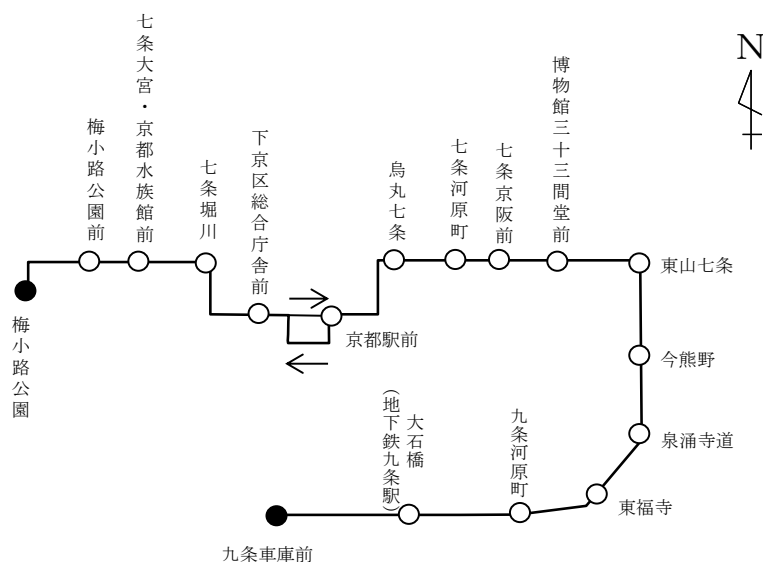 七条大宮・京都水族館前
梅小路公園前
七条堀川
下京区総合庁舎前
烏丸七条
七条河原町
七条京阪前
博物館三十三間堂前
N
東山七条
梅小路公園
京都駅前
今熊野
泉涌寺道
東福寺
九条河原町
大石橋
(地下鉄九条駅)
九条車庫前